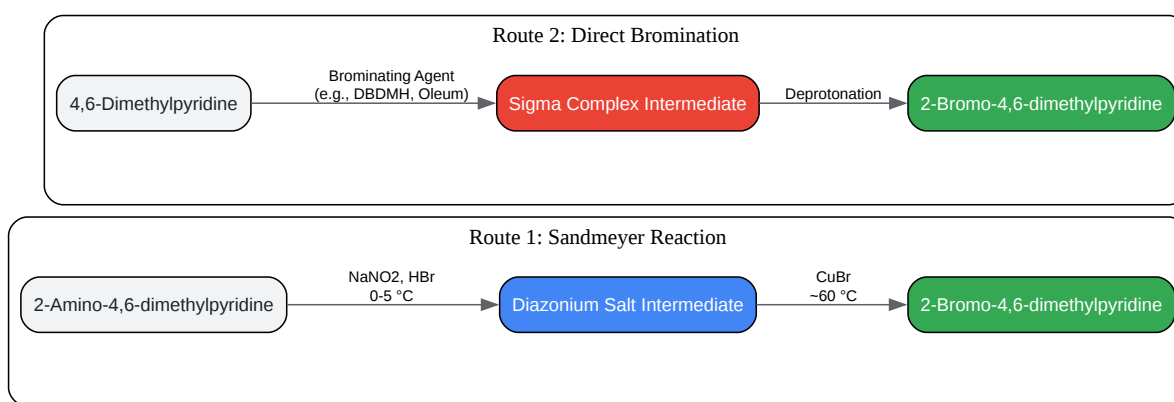 Route 2: Direct Bromination
4,6-Dimethylpyridine
Brominating Agent
(e.g., DBDMH, Oleum)
Sigma Complex Intermediate
Deprotonation
2-Bromo-4,6-dimethylpyridine
Route 1: Sandmeyer Reaction
2-Amino-4,6-dimethylpyridine
NaNO2, HBr
0-5 °C
Diazonium Salt Intermediate
CuBr
~60 °C
2-Bromo-4,6-dimethylpyridine